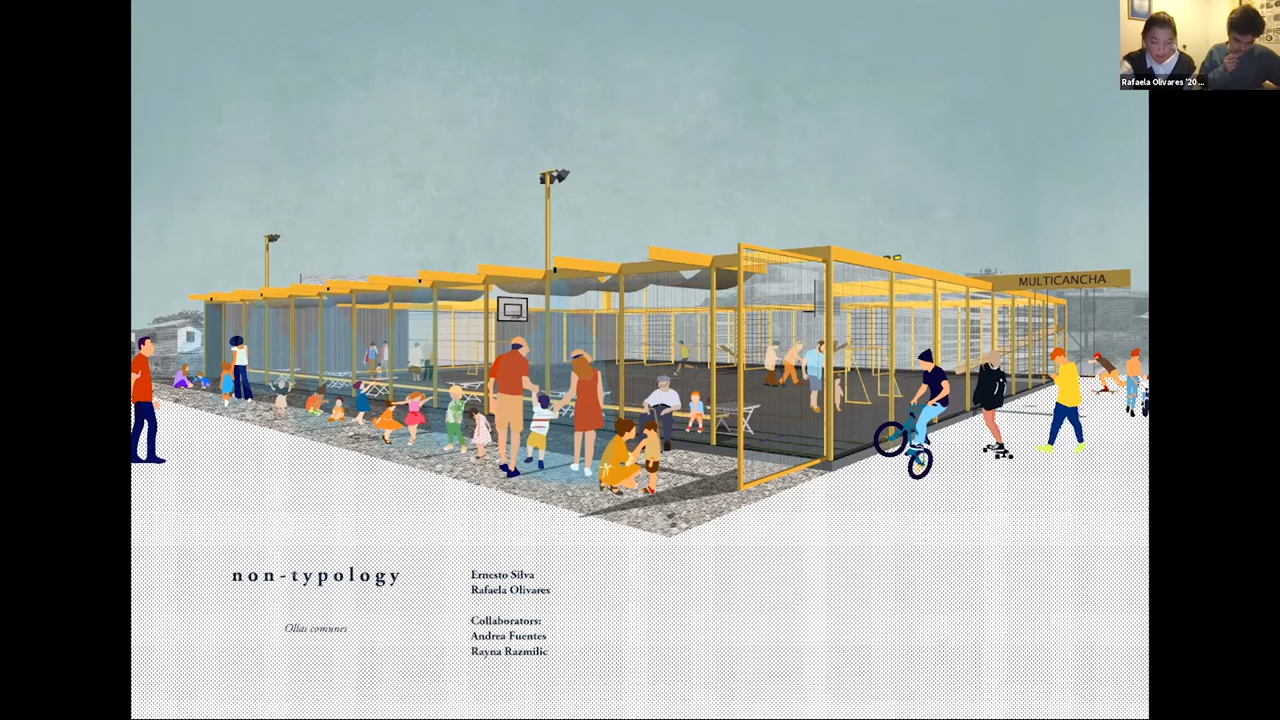 Rafaela Olivares '20 ...
MULTICANCHA
non-typology
Ollas comunes
Ernesto Silva
Rafaela Olivares
Collaborators:
Andrea Fuentes
Rayna Razmilic